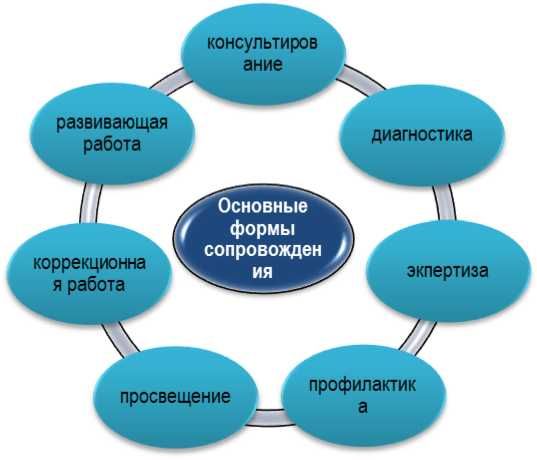 консультиров
ание
развивающая
работа
диагностика
Основные
формы
сопровожден
ия
коррекционна
я работа
экпертиза
просвещение
профилактик
а